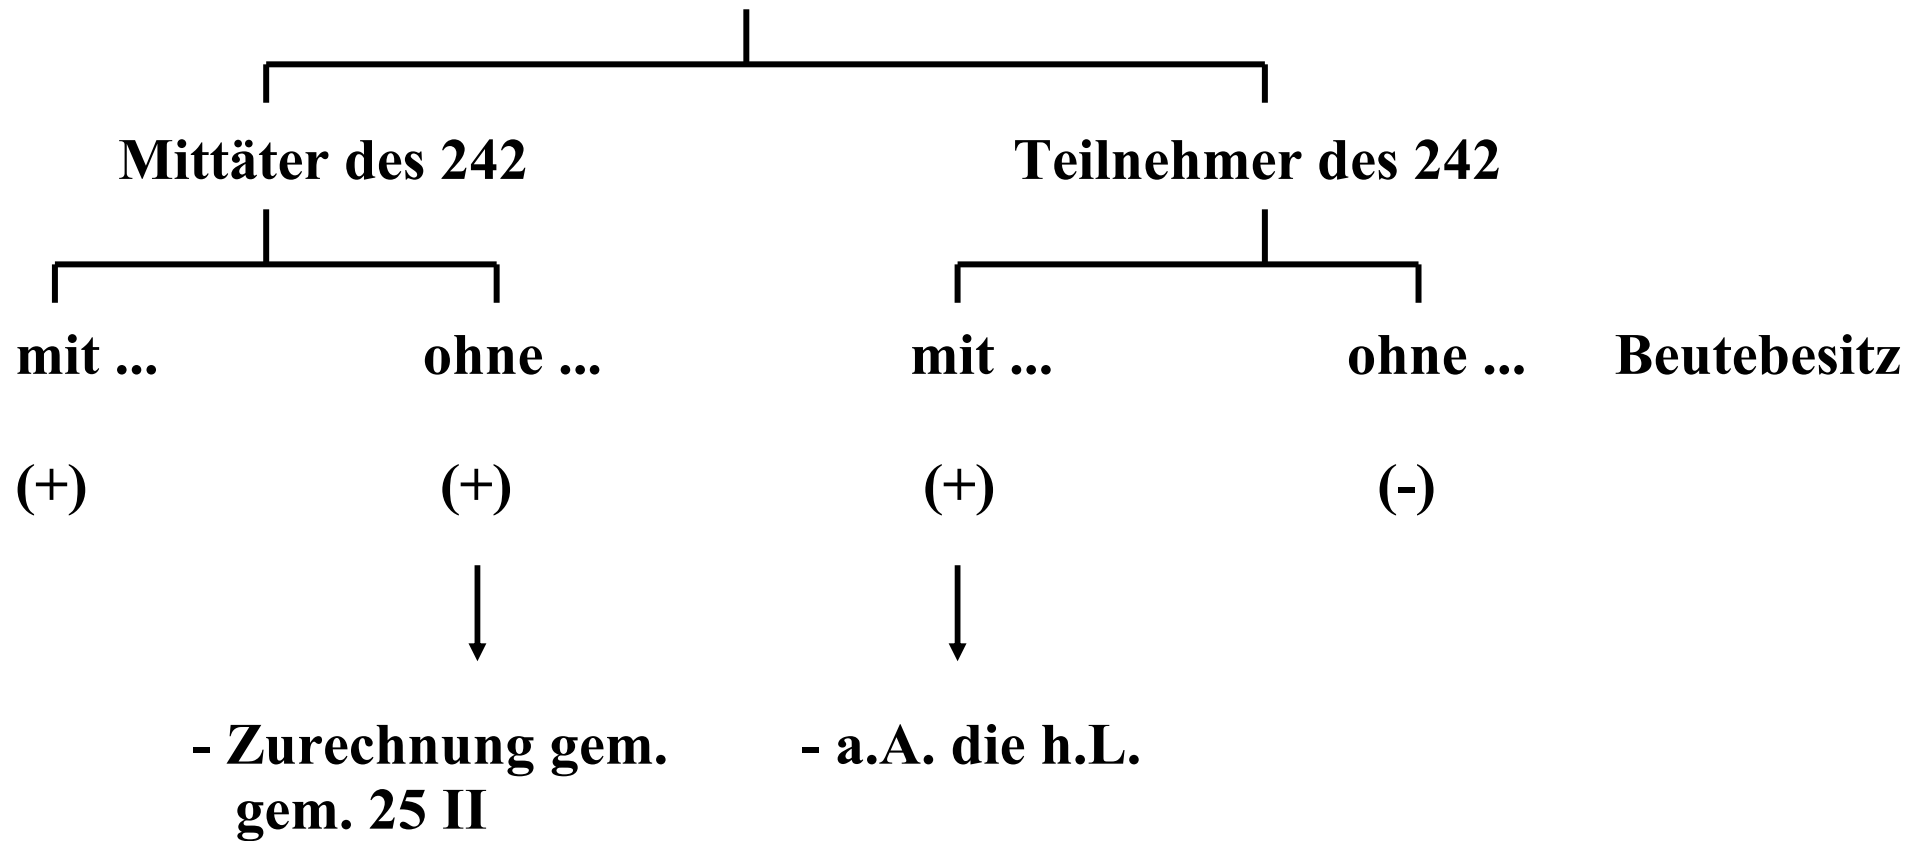 Mittäter des 242 Teilnehmer des 242
mit ... ohne ... mit ... ohne ... Beutebesitz
(+) (+) (+) (-)
- Zurechnung gem. - a.A. die h.L.
gem. 25 II